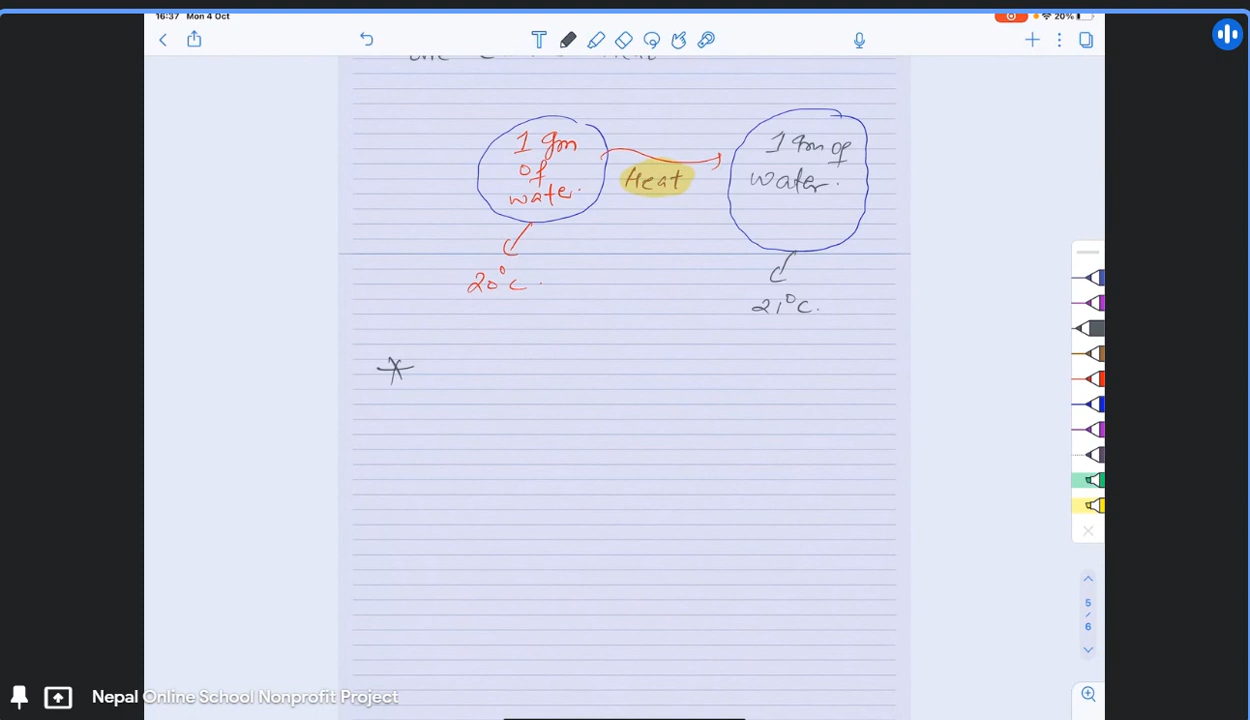 16:37 Mon 4 Oct
20%
1 gm
of
water.
Heat
1 gm of
water.
20°C.
21°C.
5
/
6
Nepal Online School Nonprofit Project